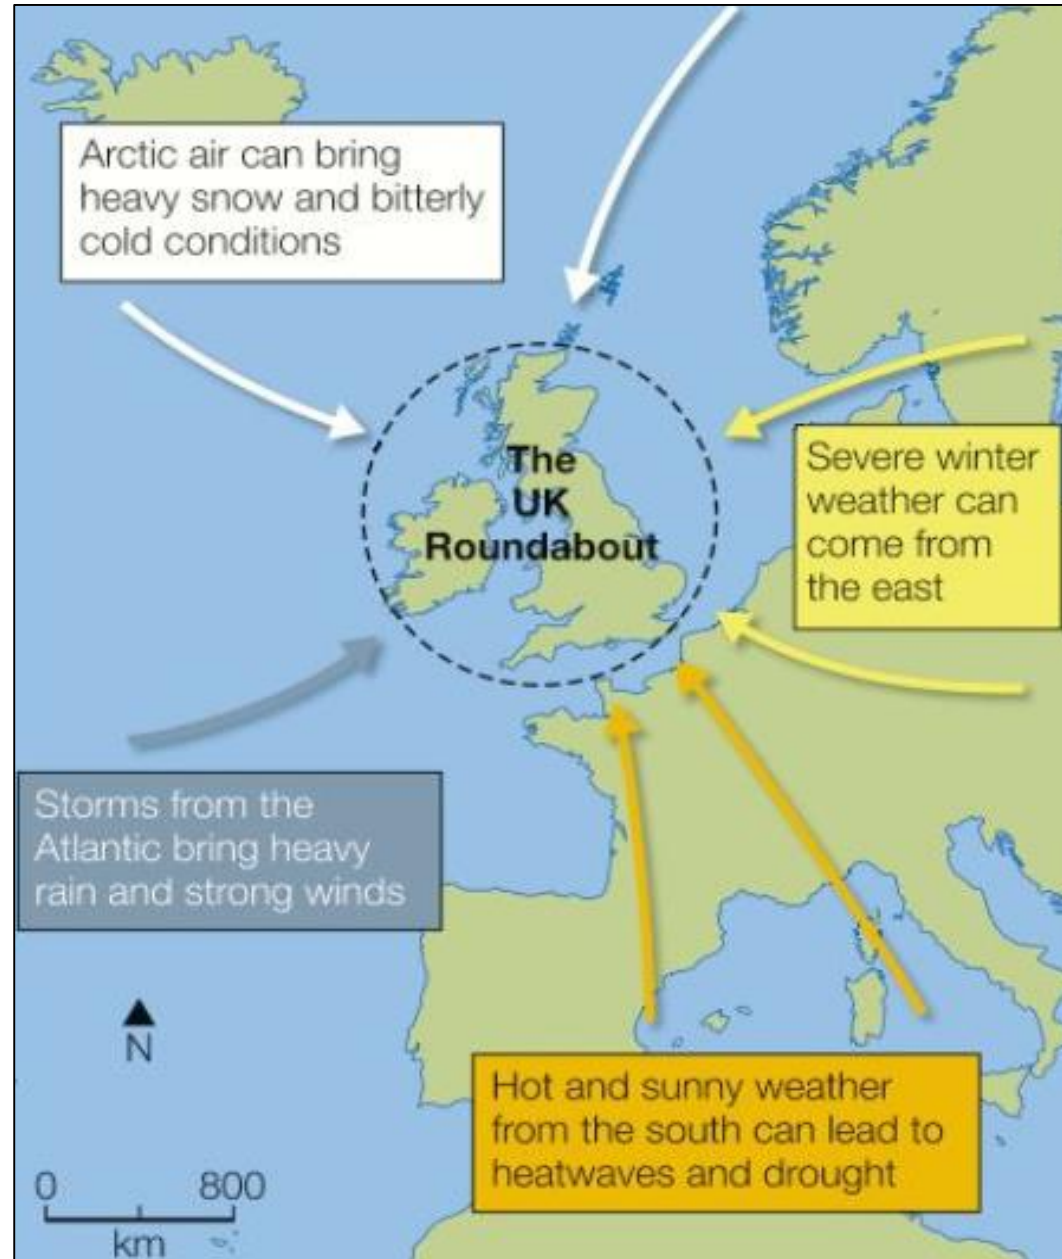 Arctic air can bring
heavy snow and bitterly
cold conditions
The
UK
Roundabout
Severe winter
weather can
come from
the east
Storms from the
Atlantic bring heavy
rain and strong winds
N
Hot and sunny weather
from the south can lead to
heatwaves and drought
0 800
km